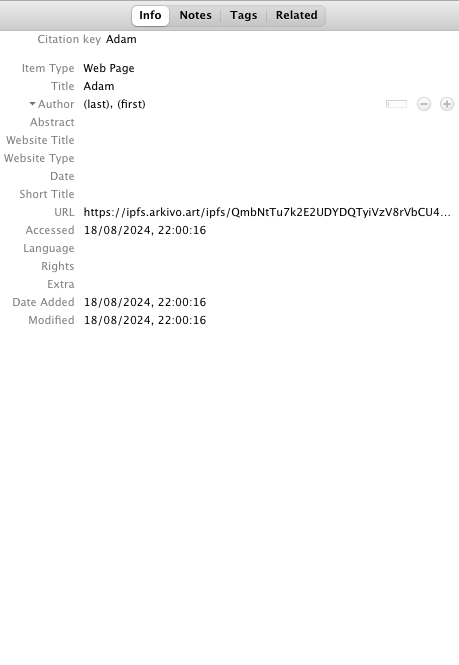 Info Notes Tags Related
Citation key Adam
Item Type Web Page
Title Adam
Author (last), (first)
Abstract
Website Title
Website Type
Date
Short Title
URL https://ipfs.arkivo.art/ipfs/QmbNtTu7k2E2UDYDQTyiVzV8rVbCU4...
Accessed 18/08/2024, 22:00:16
Language
Rights
Extra
Date Added 18/08/2024, 22:00:16
Modified 18/08/2024, 22:00:16